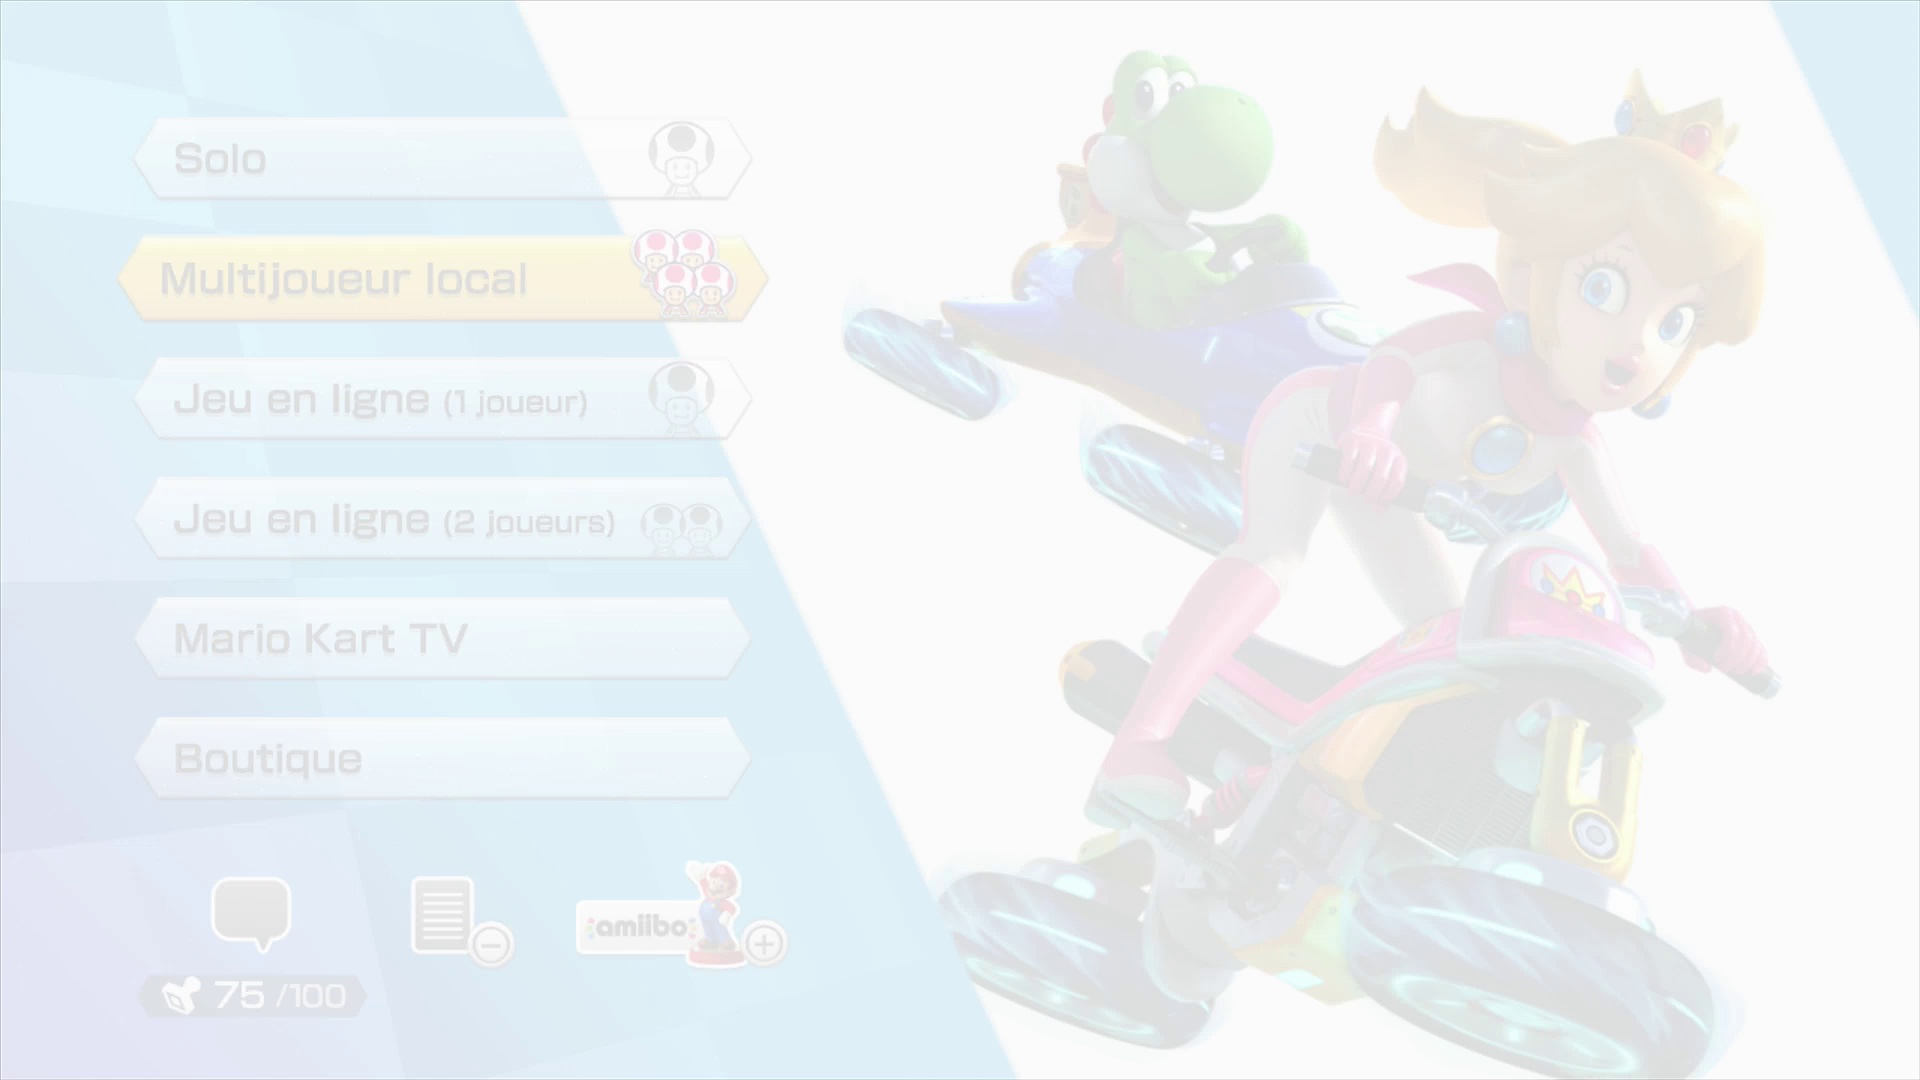 Solo
Multijoueur local
Jeu en ligne (1 joueur)
Jeu en ligne (2 joueurs)
Mario Kart TV
Boutique
amiibo
75 /100